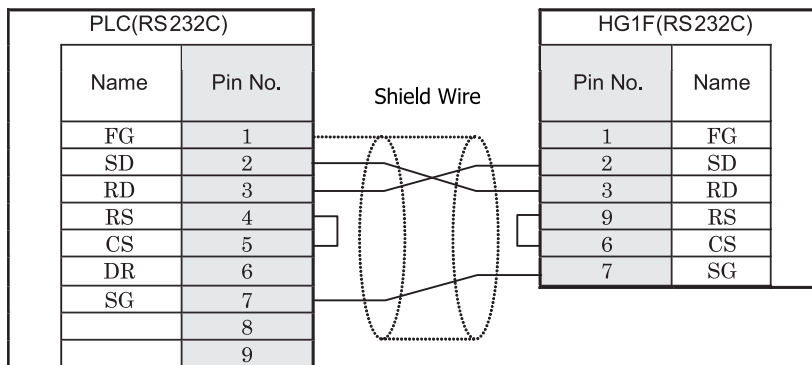 PLC(RS232C) HG1F(RS232C)
Name Pin No. Shield Wire Pin No. Name
FG 1 1 FG
SD 2 2 SD
RD 3 3 RD
RS 4 9 RS
CS 5 6 CS
DR 6 7 SG
SG 7
8
9